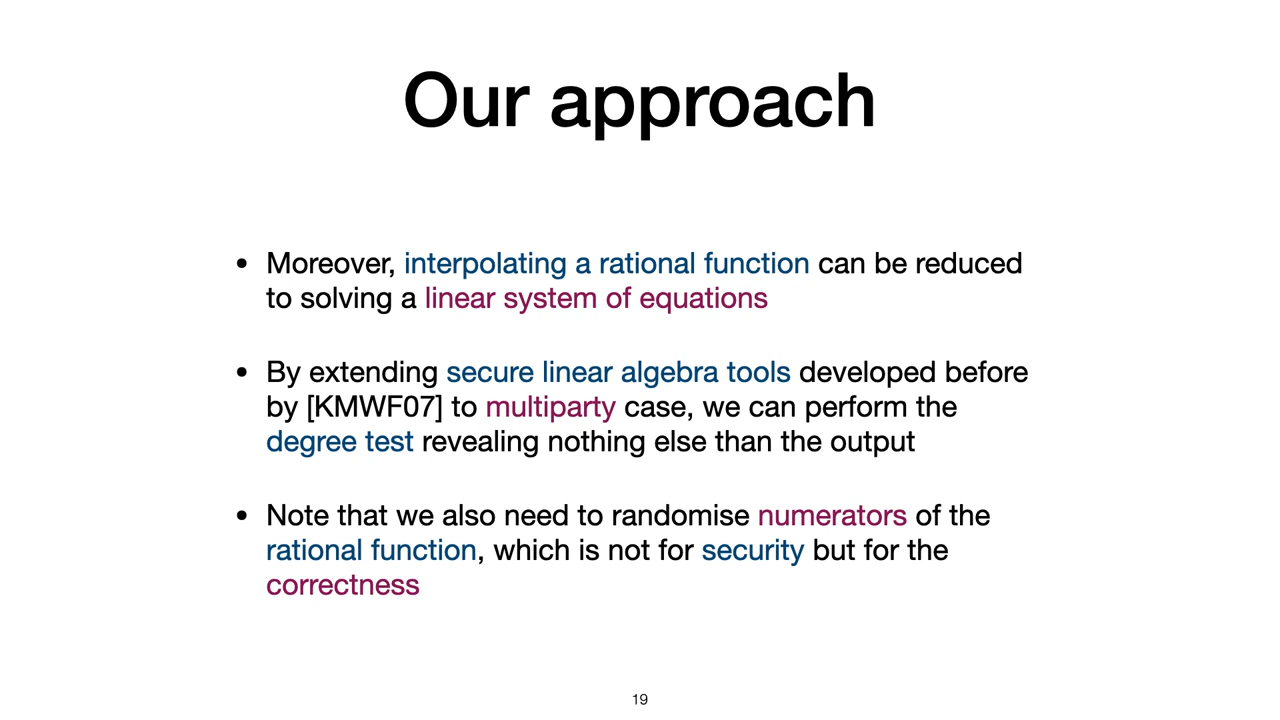 Our approach
• Moreover, interpolating a rational function can be reduced
to solving a linear system of equations
• By extending secure linear algebra tools developed before
by [KMWF07] to multiparty case, we can perform the
degree test revealing nothing else than the output
• Note that we also need to randomise numerators of the
rational function, which is not for security but for the
correctness
19